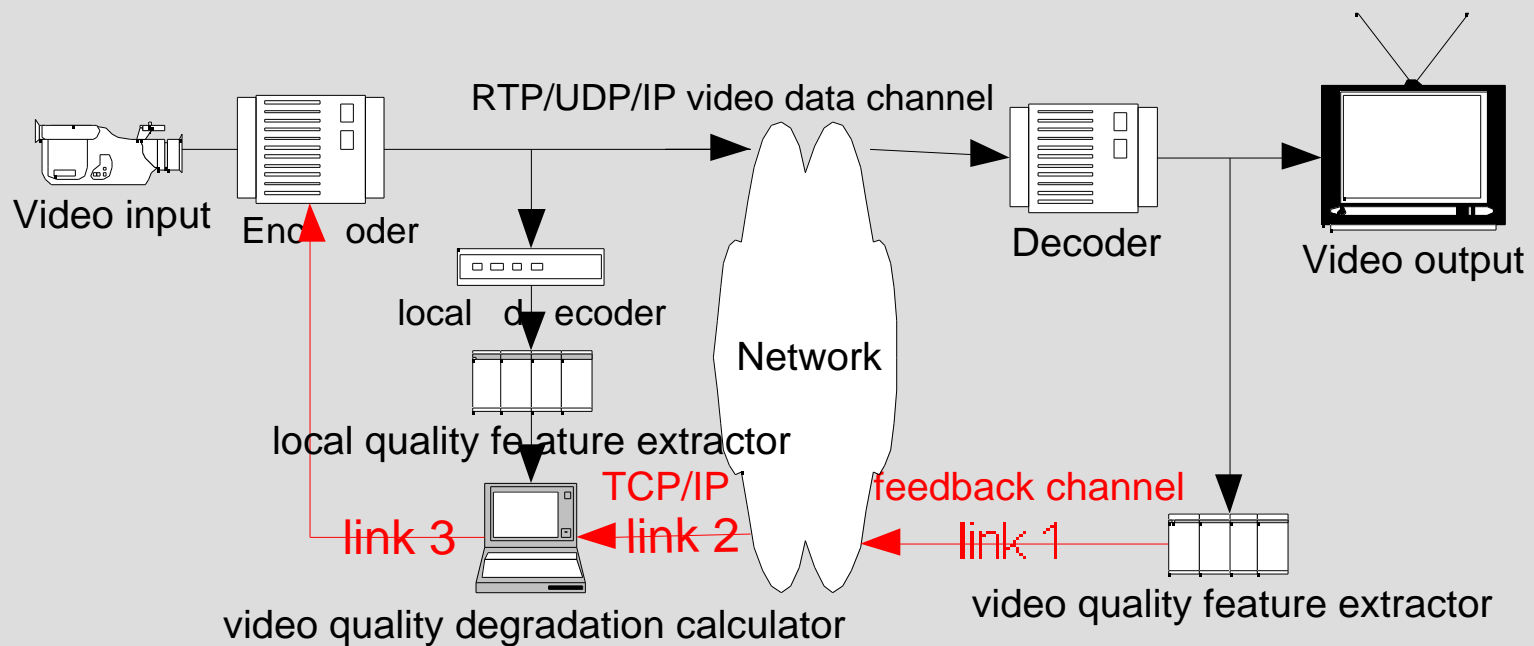 RTP/UDP/IP video data channel
Video input
Enc oder
Decoder
Video output
local d ecoder
Network
local quality fe ature extractor
TCP/IP feedback channel
link 3
link 2
link 1
video quality feature extractor
video quality degradation calculator